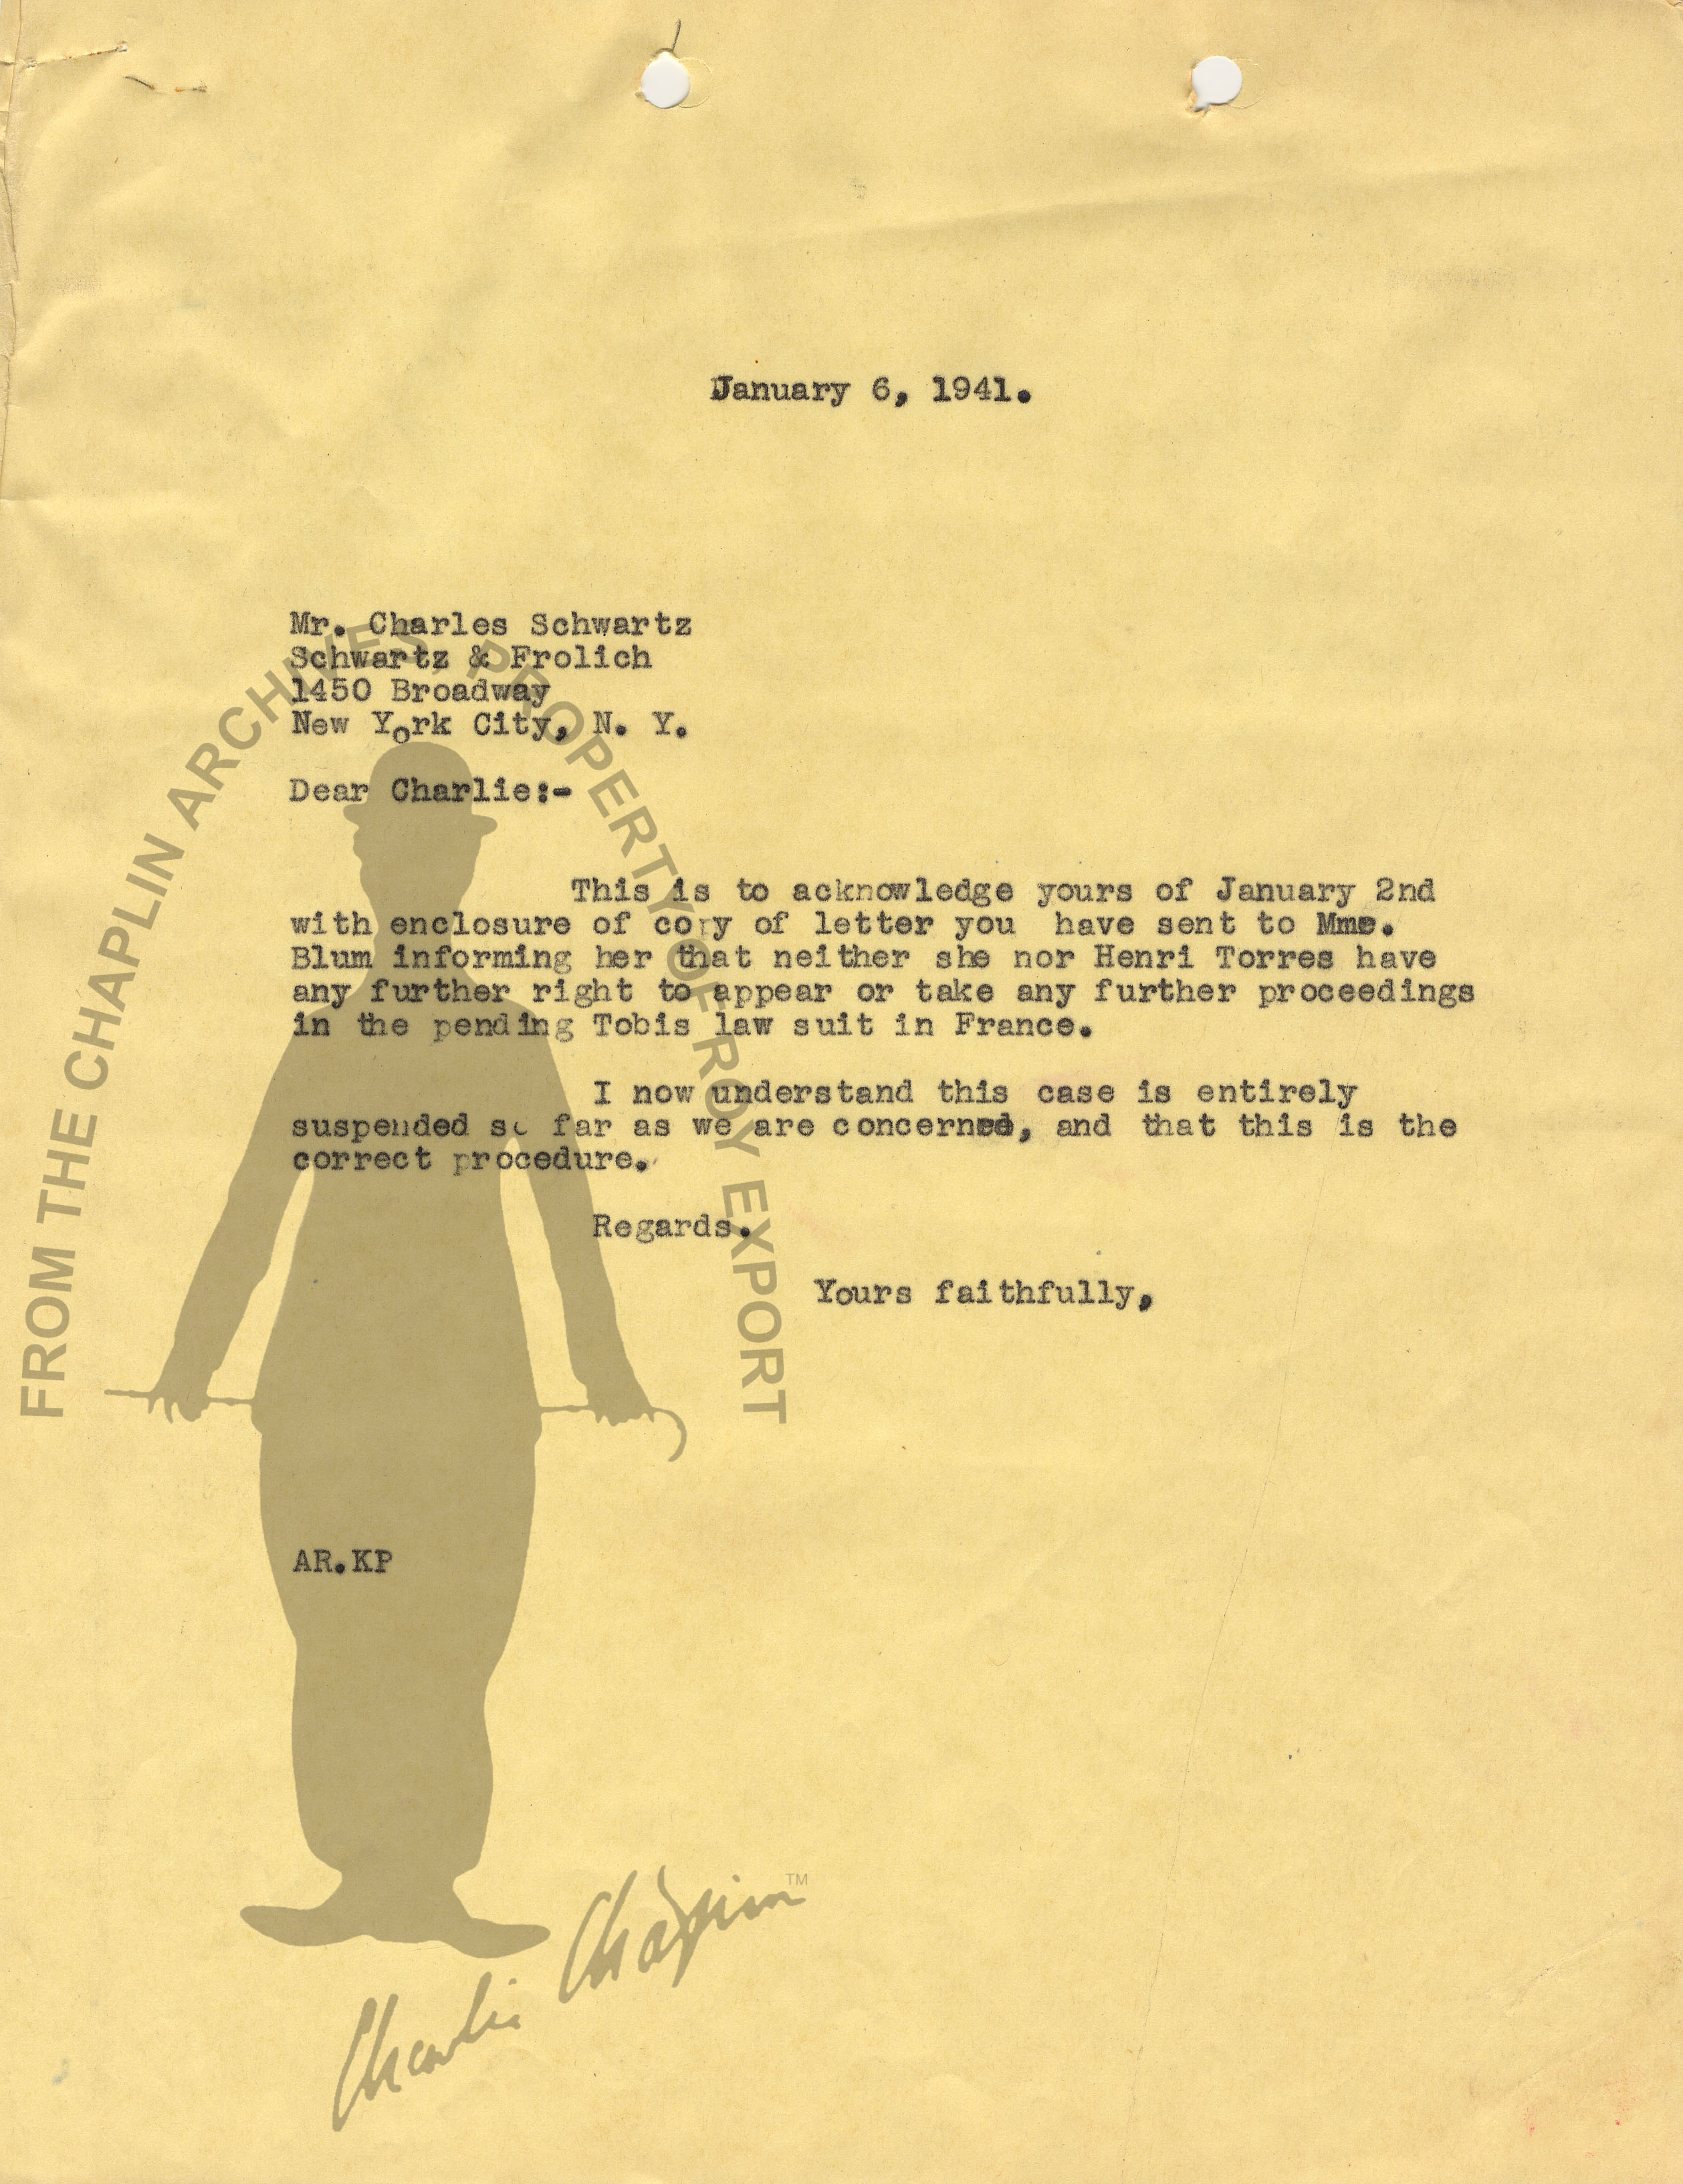 January 6, 1941.
Mr. Charles Schwartz
Schwartz & Frolich
1450 Broadway
New York City, N. Y.
Dear Charlie:-
This is to acknowledge yours of January 2nd
with enclosure of copy of letter you have sent to Mme.
Blum informing her that neither she nor Henri Torres have
any further right to appear or take any further proceedings
in the pending Tobis law suit in France.
I now understand this case is entirely
suspended so far as we are concerned, and that this is the
correct procedure.
Regards.
Yours faithfully,
AR.KP
FROM THE CHAPLIN ARCHIVES, PROPERTY OF ROY EXPORT
Charlie Chaplin TM